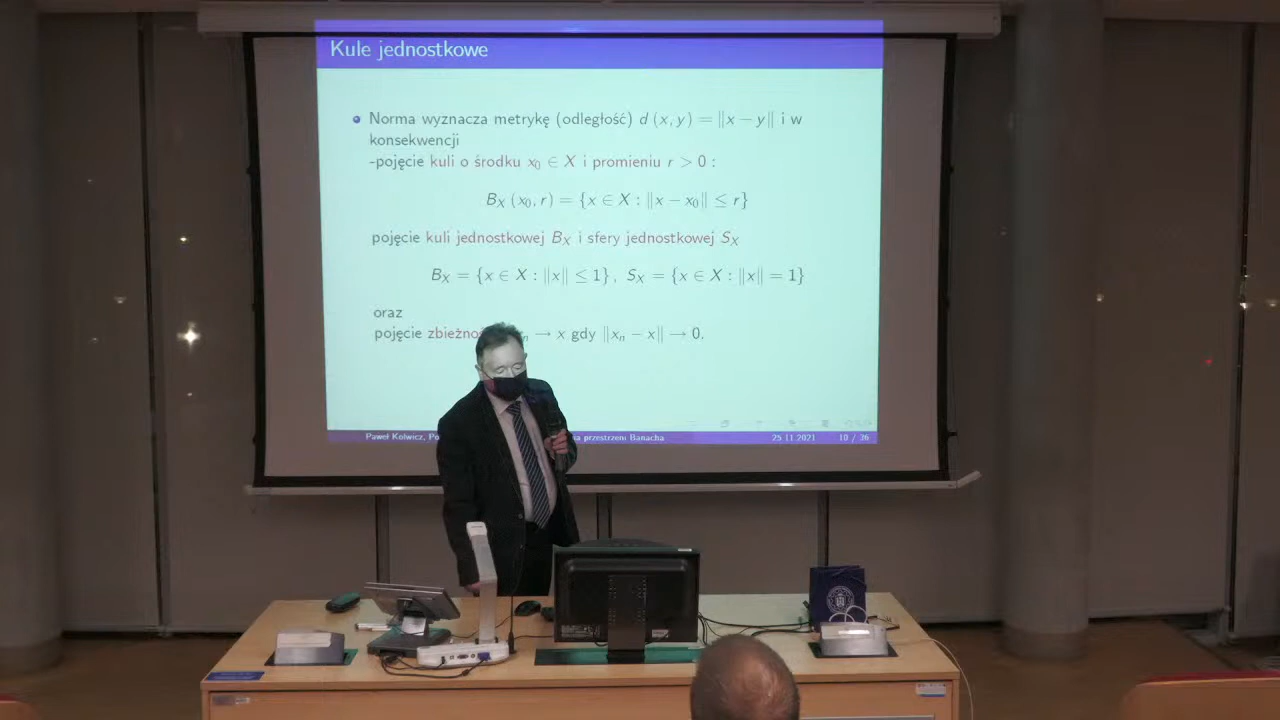 Kule jednostkowe
Norma wyznacza metrykę (odległość) d (x, y) = ‖x − y‖ i w
konsekwencji
-pojęcie kuli o środku x₀ ∈ X i promieniu r > 0 :
B_X (x₀, r) = {x ∈ X : ‖x − x₀‖ ≤ r}
pojęcie kuli jednostkowej B_X i sfery jednostkowej S_X
B_X = {x ∈ X : ‖x‖ ≤ 1} , S_X = {x ∈ X : ‖x‖ = 1}
oraz
pojęcie zbieżno n → x gdy ‖xₙ − x‖ → 0.
Paweł Kolwicz, Po a przestrzeni Banacha 25.11.2021 10 / 36